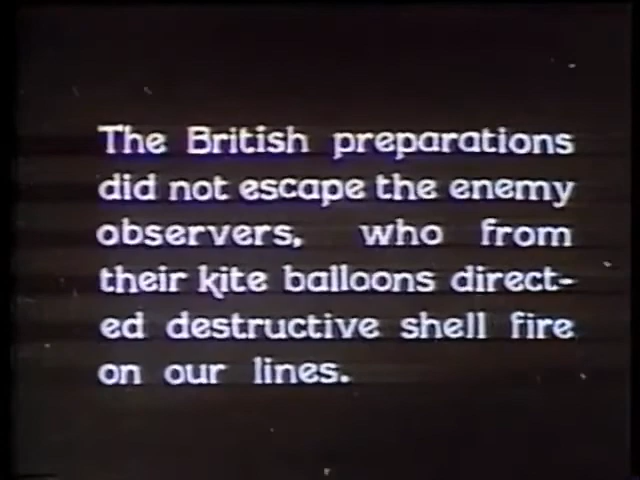 The British preparations
did not escape the enemy
observers, who from
their kite balloons direct-
ed destructive shell fire
on our lines.